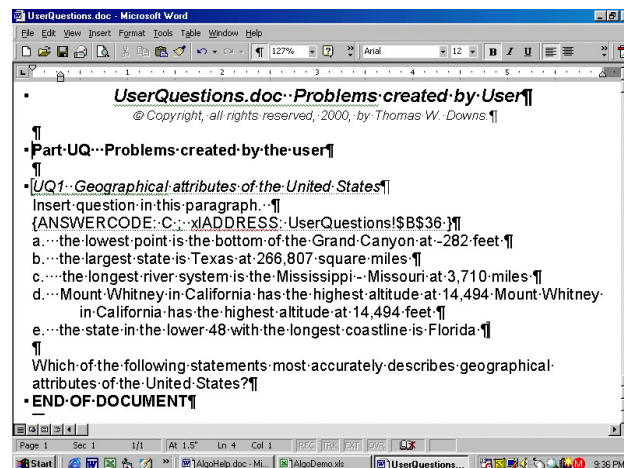 UserQuestions.doc - Microsoft Word
File Edit View Insert Format Tools Table Window Help
127% Arial 12 B I U
1 2 3 4 5
UserQuestions.doc··Problems·created·by·User¶
©·Copyright,·all·rights·reserved,·2000,·by·Thomas·W.·Downs.¶
¶
Part·UQ···Problems·created·by·the·user¶
¶
UQ1··Geographical·attributes·of·the·United·States¶
Insert·question·in·this·paragraph.··¶
{ANSWERCODE:·C·;··x|ADDRESS:·UserQuestions!$B$36·}¶
a.···the·lowest·point·is·the·bottom·of·the·Grand·Canyon·at·-282·feet·¶
b.···the·largest·state·is·Texas·at·266,807·square·miles·¶
c.···the·longest·river·system·is·the·Mississippi·-·Missouri·at·3,710·miles·¶
d.···Mount·Whitney·in·California·has·the·highest·altitude·at·14,494·Mount·Whitney·
in·California·has·the·highest·altitude·at·14,494·feet·¶
e.···the·state·in·the·lower·48·with·the·longest·coastline·is·Florida·¶
¶
Which·of·the·following·statements·most·accurately·describes·geographical·
attributes·of·the·United·States?¶
END·OF·DOCUMENT¶
Page 1 Sec 1 1/1 At 1.5" Ln 4 Col 1 REC TRK EXT OVR
Start AlgoHelp.doc - Mi... AlgoDemo.xls UserQuestions... 9:36 PM